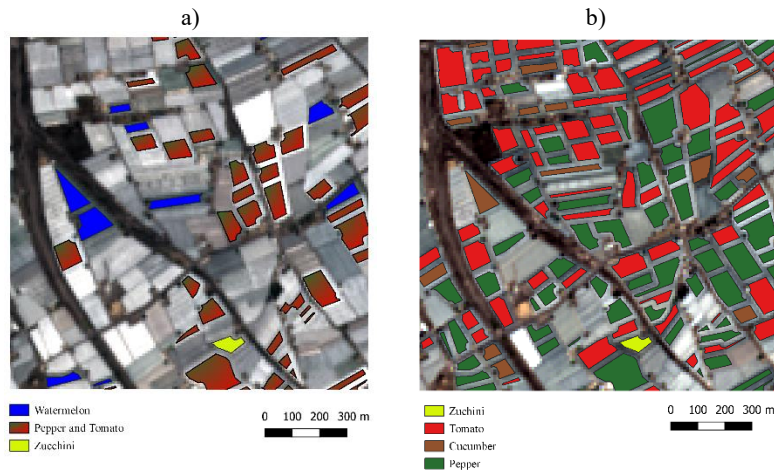 a)
b)
Watermelon
Pepper and Tomato
Zucchini
0 100 200 300 m
Zuchini
Tomato
Cucumber
Pepper
0 100 200 300 m